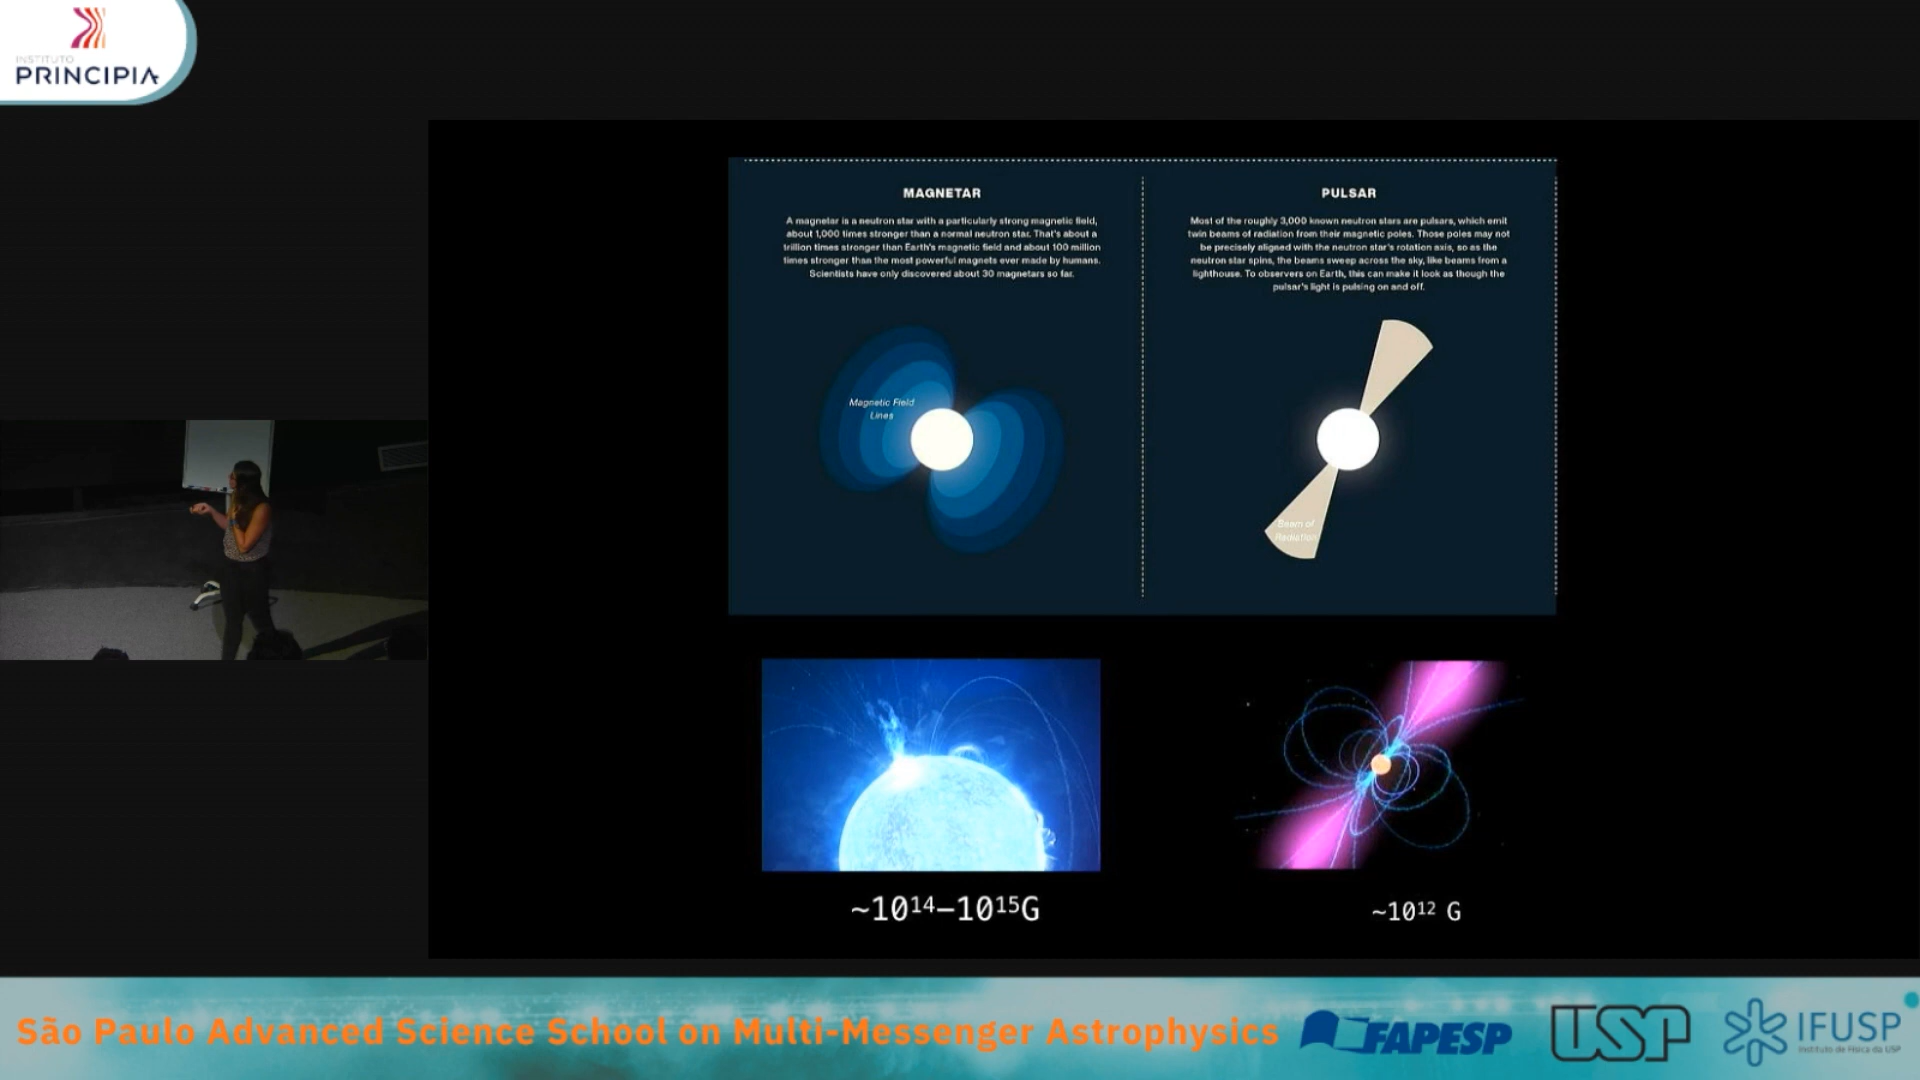 INSTITUTO
PRINCIPIA
MAGNETAR
A magnetar is a neutron star with a particularly strong magnetic field,
about 1,000 times stronger than a normal neutron star. That's about a
trillion times stronger than Earth's magnetic field and about 100 million
times stronger than the most powerful magnets ever made by humans.
Scientists have only discovered about 30 magnetars so far.
Magnetic Field
Lines
PULSAR
Most of the roughly 3,000 known neutron stars are pulsars, which emit
twin beams of radiation from their magnetic poles. Those poles may not
be precisely aligned with the neutron star's rotation axis, so as the
neutron star spins, the beams sweep across the sky, like beams from a
lighthouse. To observers on Earth, this can make it look as though the
pulsar's light is pulsing on and off.
Beam of
Radiation
~10¹⁴–10¹⁵G
~10¹² G
São Paulo Advanced Science School on Multi-Messenger Astrophysics
FAPESP
USP
IFUSP
Instituto de Física da USP